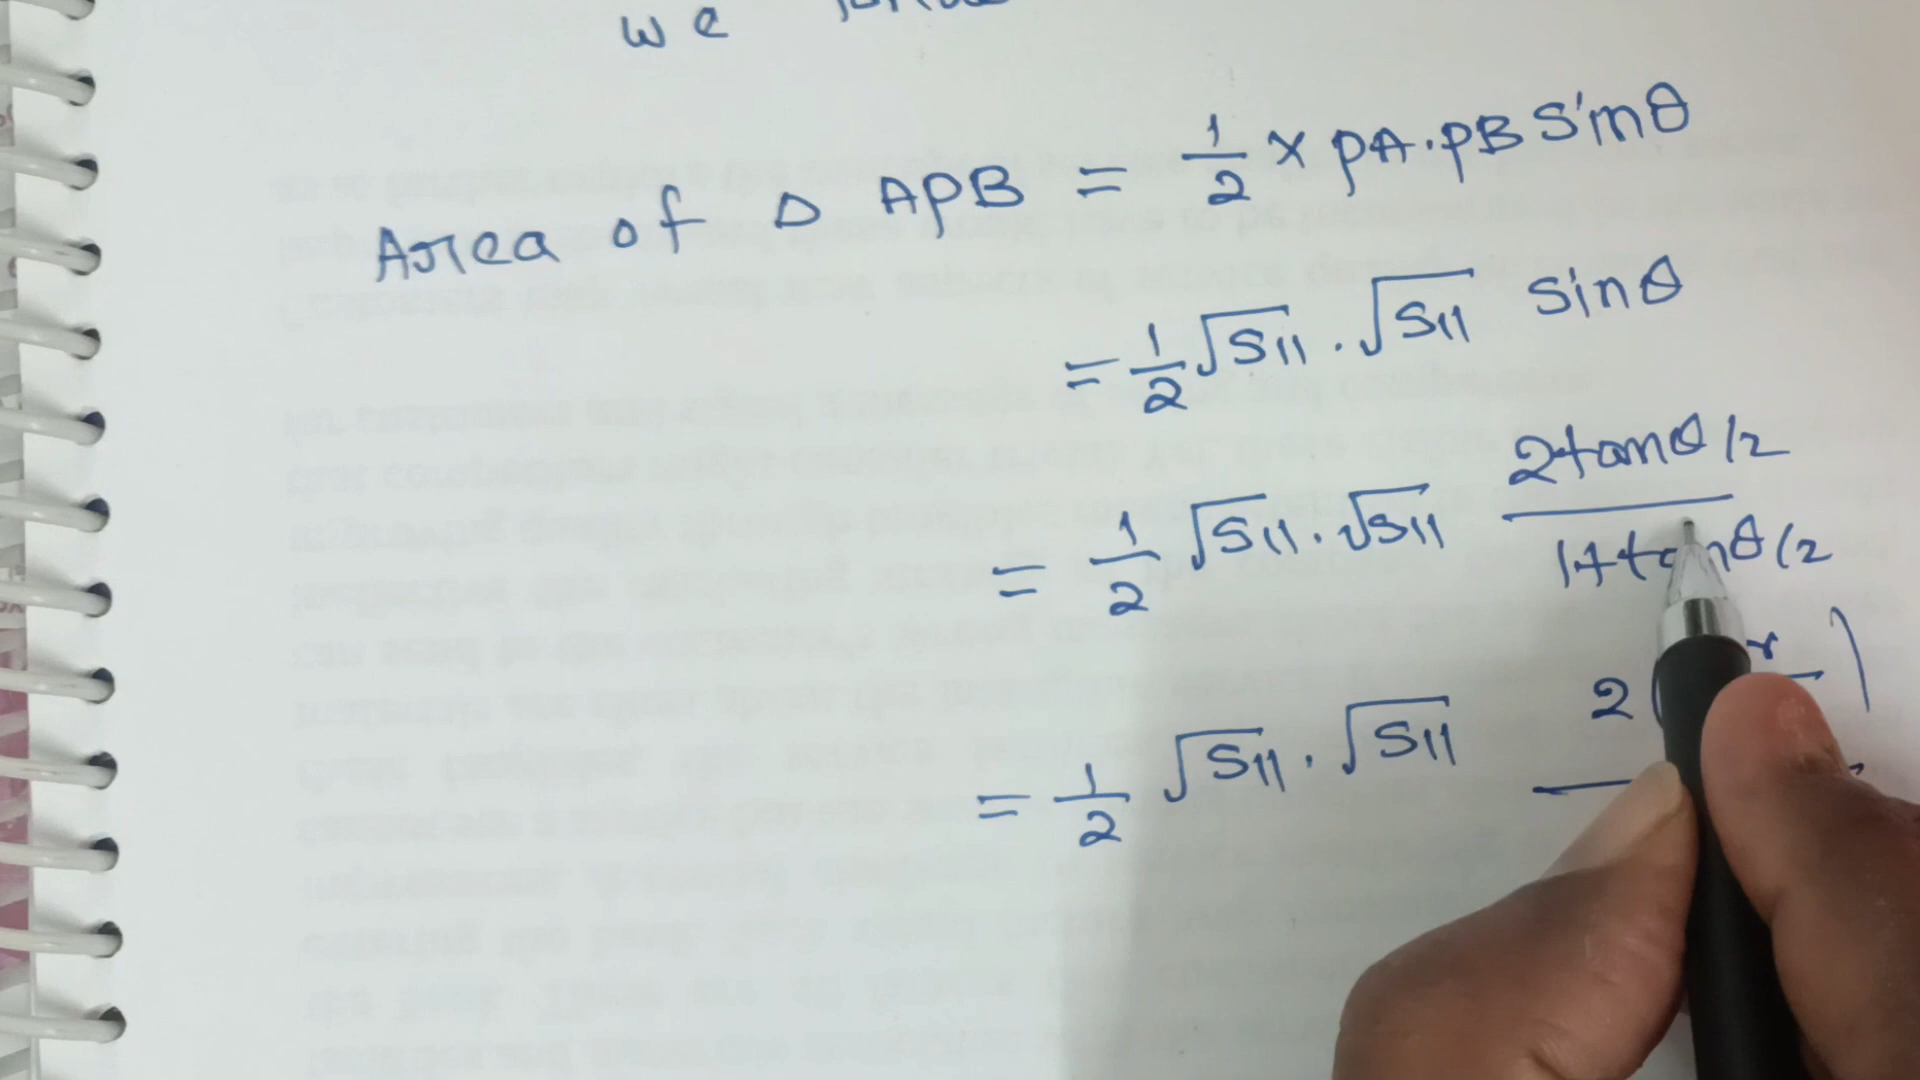 we
Area of Δ APB = 1/2 × PA.PB Sinθ
= 1/2 √S11 . √S11 sinθ
= 1/2 √S11 . √S11 2tanθ/2 / 1+tanθ/2
= 1/2 √S11 . √S11 2 ( r )